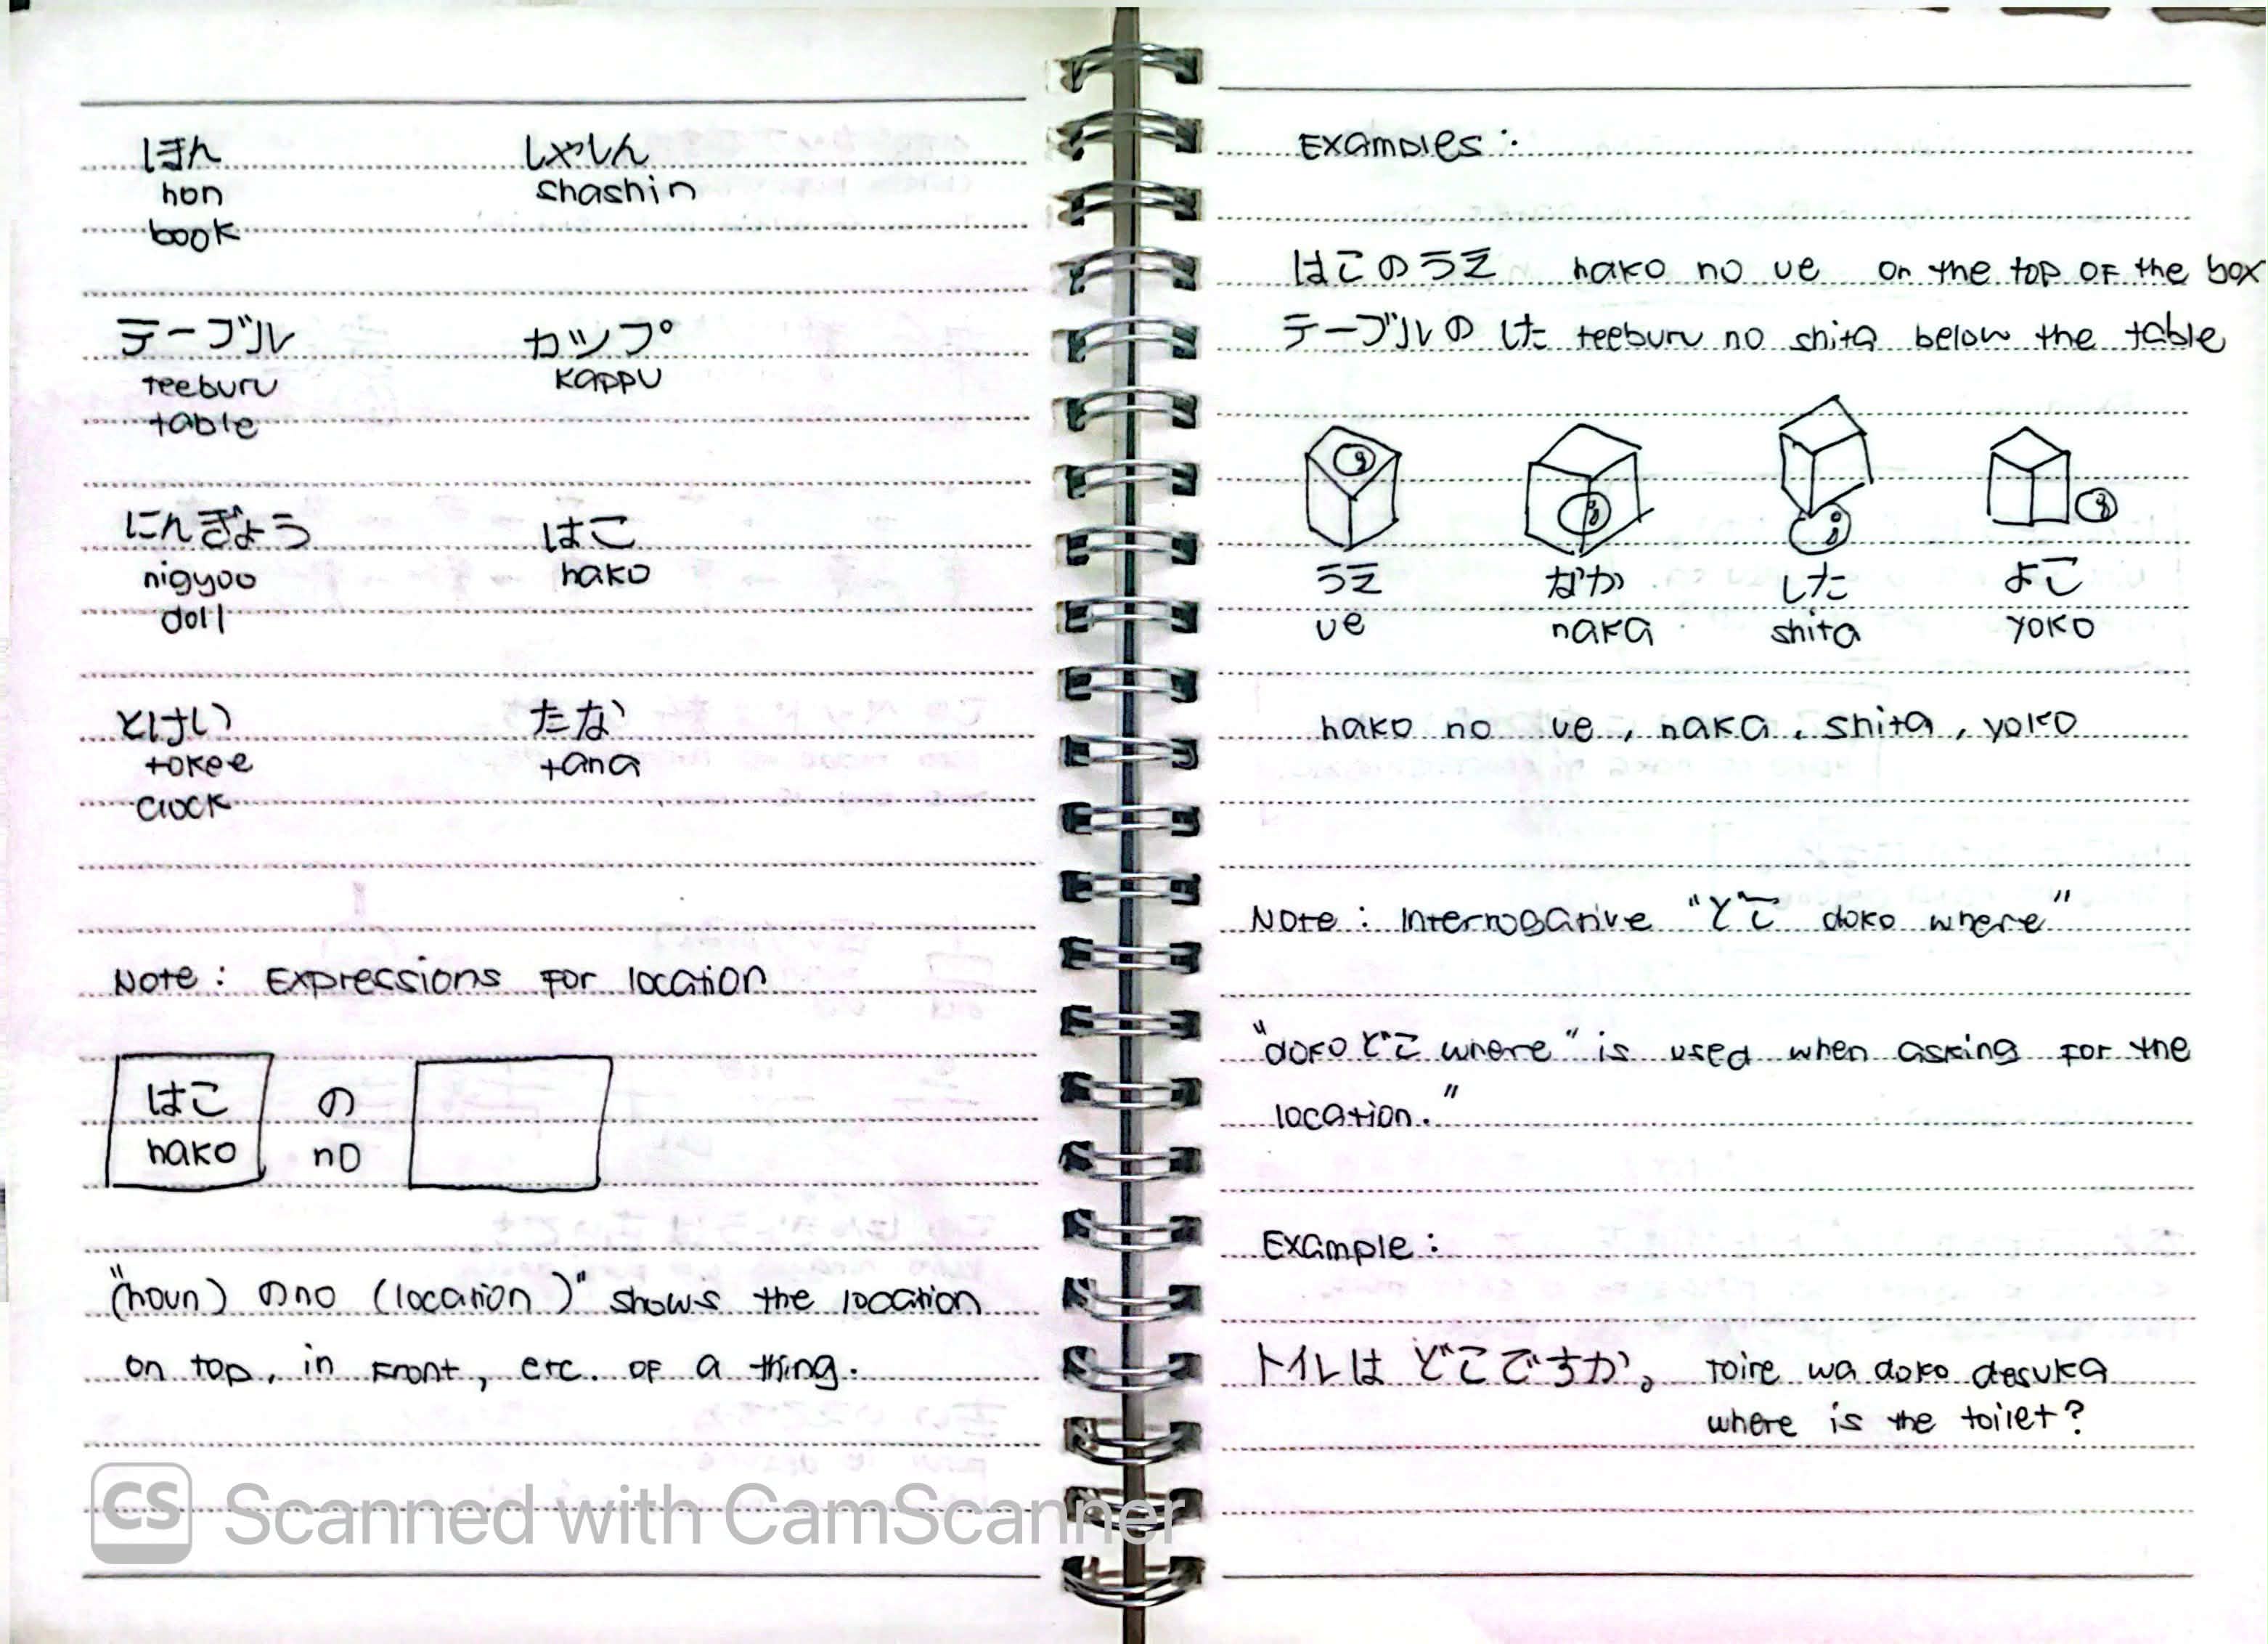 ほん
hon
book
しゃしん
shashin
テーブル
teeburu
table
カップ
kappu
にんぎょう
nigyoo
doll
はこ
hako
とけい
tokee
clock
たな
tana
Note : Expressions for location
はこ の
hako no
"(noun) のno (location)" shows the location
on top, in front, etc. of a thing.
Examples :
はこのうえ hako no ue on the top of the box
テーブルの した teeburu no shita below the table
うえ なか した よこ
ue naka shita yoko
hako no ue, naka, shita, yoko
Note : Interrogative "どこ doko where"
"doko どこ where" is used when asking for the
location."
Example :
トイレは どこですか。 toire wa doko desuka
where is the toilet?
CS Scanned with CamScanner